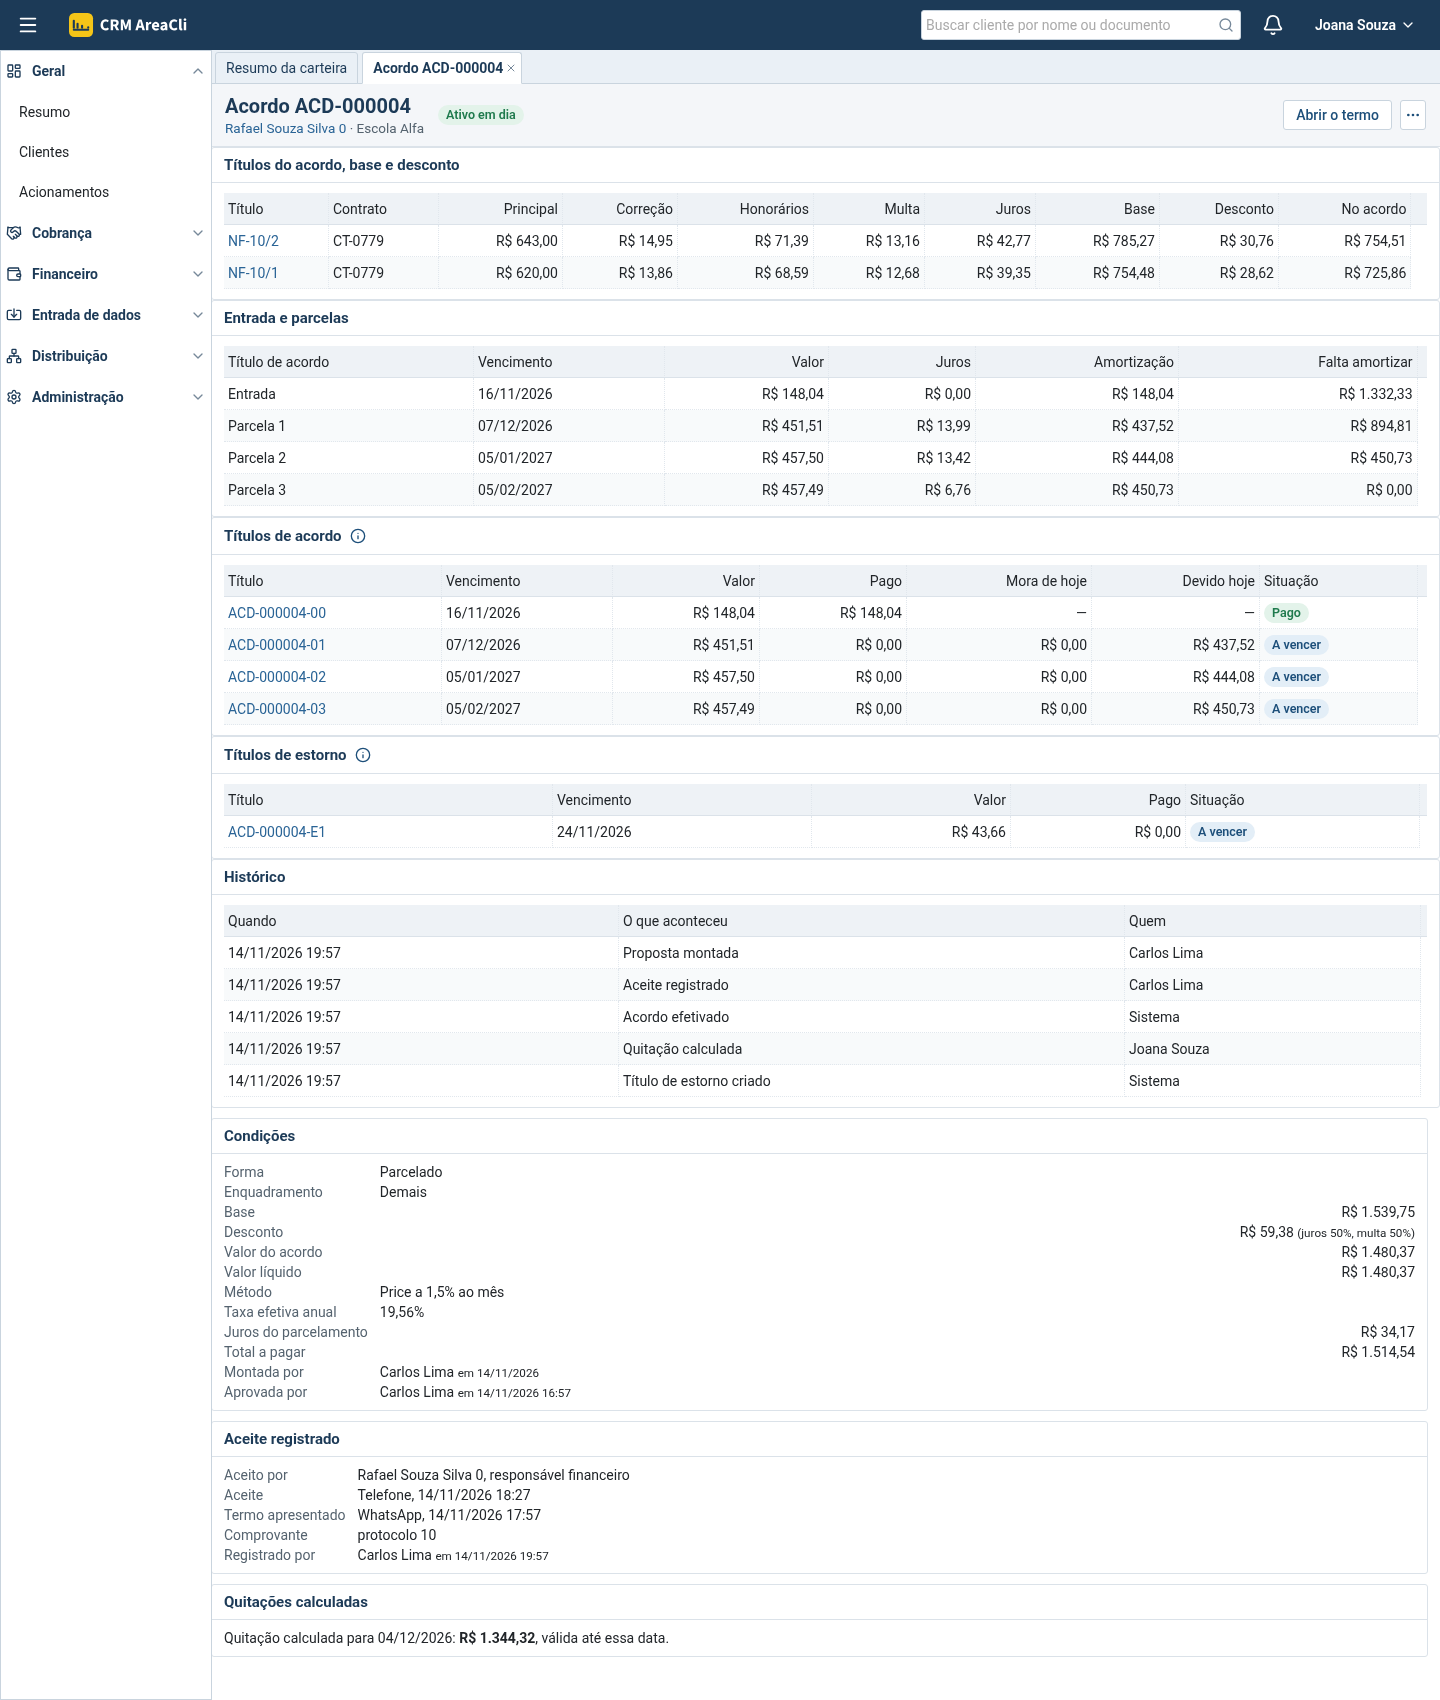 CRM AreaCli
Buscar cliente por nome ou documento
Joana Souza
Geral
Resumo
Clientes
Acionamentos
Cobrança
Financeiro
Entrada de dados
Distribuição
Administração
Resumo da carteira
Acordo ACD-000004
Acordo ACD-000004
Rafael Souza Silva 0 · Escola Alfa
Ativo em dia
Abrir o termo
Títulos do acordo, base e desconto
Título Contrato Principal Correção Honorários Multa Juros Base Desconto No acordo
NF-10/2 CT-0779 R$ 643,00 R$ 14,95 R$ 71,39 R$ 13,16 R$ 42,77 R$ 785,27 R$ 30,76 R$ 754,51
NF-10/1 CT-0779 R$ 620,00 R$ 13,86 R$ 68,59 R$ 12,68 R$ 39,35 R$ 754,48 R$ 28,62 R$ 725,86
Entrada e parcelas
Título de acordo Vencimento Valor Juros Amortização Falta amortizar
Entrada 16/11/2026 R$ 148,04 R$ 0,00 R$ 148,04 R$ 1.332,33
Parcela 1 07/12/2026 R$ 451,51 R$ 13,99 R$ 437,52 R$ 894,81
Parcela 2 05/01/2027 R$ 457,50 R$ 13,42 R$ 444,08 R$ 450,73
Parcela 3 05/02/2027 R$ 457,49 R$ 6,76 R$ 450,73 R$ 0,00
Títulos de acordo
Título Vencimento Valor Pago Mora de hoje Devido hoje Situação
ACD-000004-00 16/11/2026 R$ 148,04 R$ 148,04 — — Pago
ACD-000004-01 07/12/2026 R$ 451,51 R$ 0,00 R$ 0,00 R$ 437,52 A vencer
ACD-000004-02 05/01/2027 R$ 457,50 R$ 0,00 R$ 0,00 R$ 444,08 A vencer
ACD-000004-03 05/02/2027 R$ 457,49 R$ 0,00 R$ 0,00 R$ 450,73 A vencer
Títulos de estorno
Título Vencimento Valor Pago Situação
ACD-000004-E1 24/11/2026 R$ 43,66 R$ 0,00 A vencer
Histórico
Quando O que aconteceu Quem
14/11/2026 19:57 Proposta montada Carlos Lima
14/11/2026 19:57 Aceite registrado Carlos Lima
14/11/2026 19:57 Acordo efetivado Sistema
14/11/2026 19:57 Quitação calculada Joana Souza
14/11/2026 19:57 Título de estorno criado Sistema
Condições
Forma Parcelado
Enquadramento Demais
Base R$ 1.539,75
Desconto R$ 59,38 (juros 50%, multa 50%)
Valor do acordo R$ 1.480,37
Valor líquido R$ 1.480,37
Método Price a 1,5% ao mês
Taxa efetiva anual 19,56%
Juros do parcelamento R$ 34,17
Total a pagar R$ 1.514,54
Montada por Carlos Lima em 14/11/2026
Aprovada por Carlos Lima em 14/11/2026 16:57
Aceite registrado
Aceito por Rafael Souza Silva 0, responsável financeiro
Aceite Telefone, 14/11/2026 18:27
Termo apresentado WhatsApp, 14/11/2026 17:57
Comprovante protocolo 10
Registrado por Carlos Lima em 14/11/2026 19:57
Quitações calculadas
Quitação calculada para 04/12/2026: R$ 1.344,32, válida até essa data.